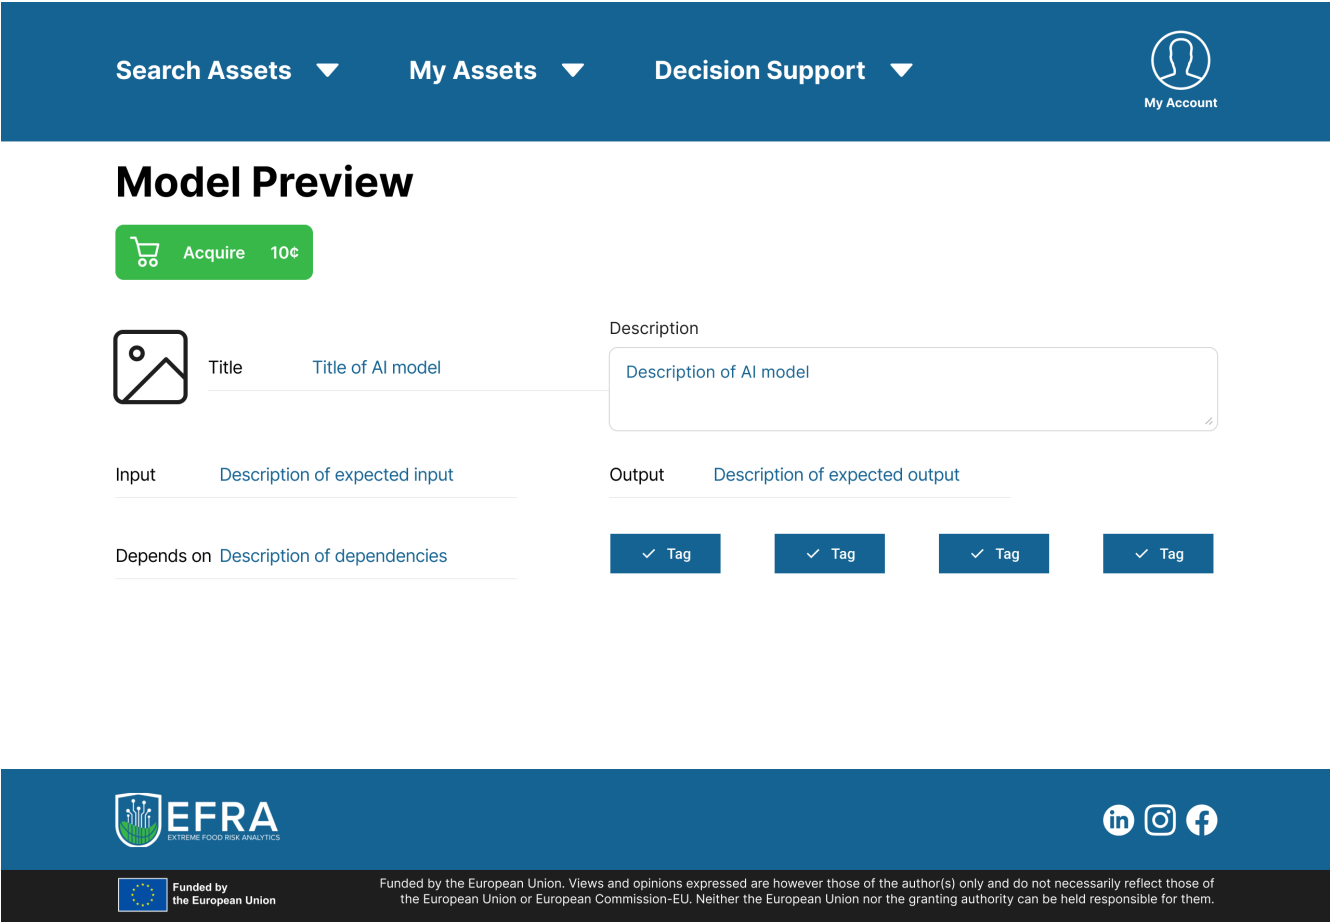 Search Assets
My Assets
Decision Support
My Account
Model Preview
Acquire 10¢
Title
Title of AI model
Description
Description of AI model
Input
Description of expected input
Output
Description of expected output
Depends on
Description of dependencies
Tag
Tag
Tag
Tag
EFRA
EXTREME FOOD RISK ANALYTICS
in
Funded by
the European Union
Funded by the European Union. Views and opinions expressed are however those of the author(s) only and do not necessarily reflect those of
the European Union or European Commission-EU. Neither the European Union nor the granting authority can be held responsible for them.